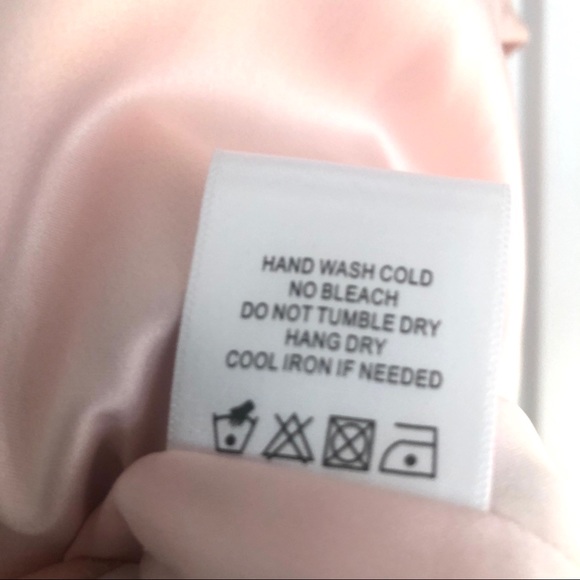 HAND WASH COLD
NO BLEACH
DO NOT TUMBLE DRY
HANG DRY
COOL IRON IF NEEDED